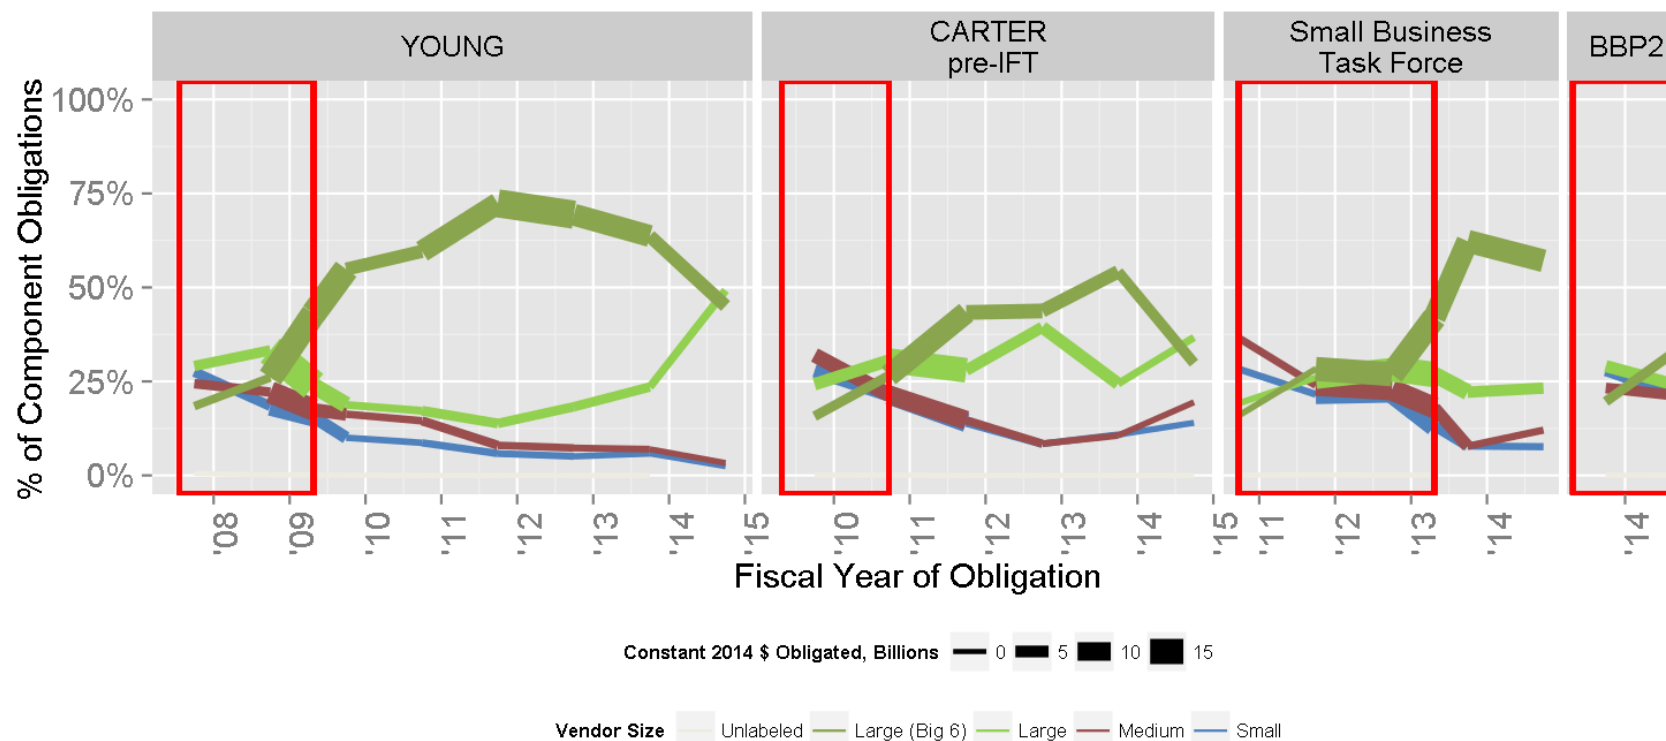 YOUNG
CARTER
pre-IFT
Small Business
Task Force
BBP2
% of Component Obligations
100%
75%
50%
25%
0%
'08 '09 '10 '11 '12 '13 '14 '15
'10 '11 '12 '13 '14 '15
'11 '12 '13 '14
'14
Fiscal Year of Obligation
Constant 2014 $ Obligated, Billions 0 5 10 15
Vendor Size Unlabeled Large (Big 6) Large Medium Small